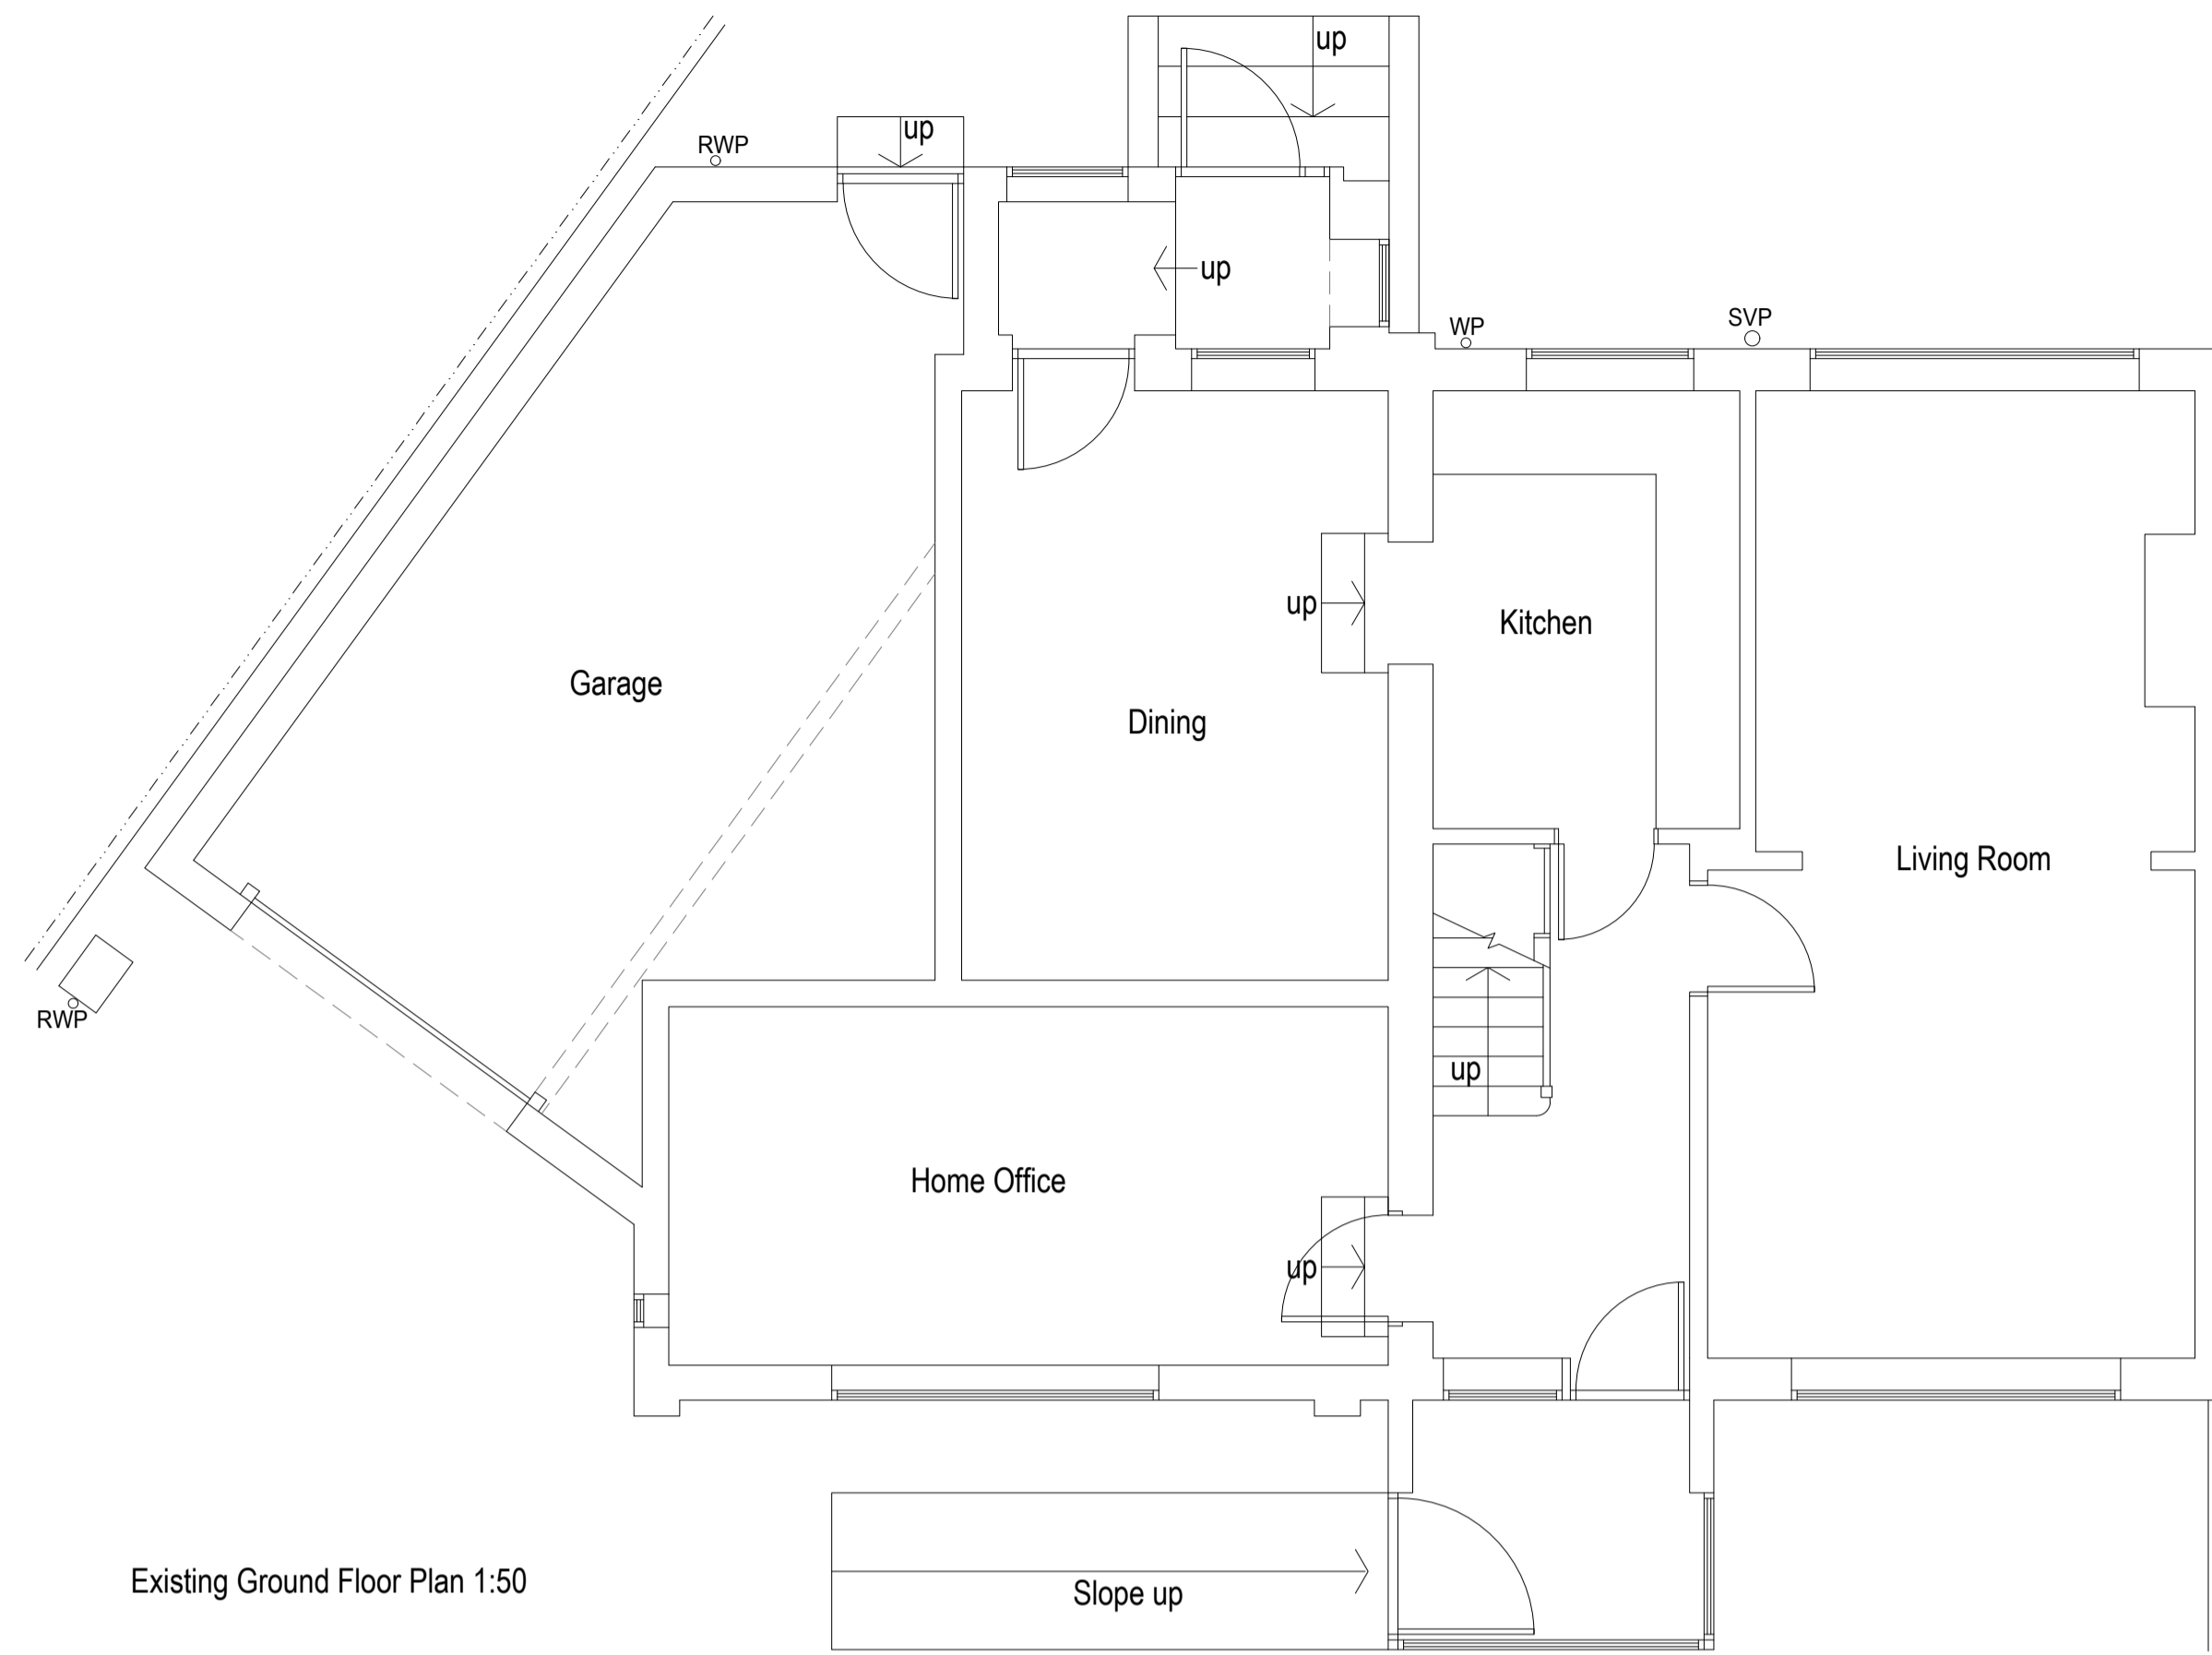 up
up
RWP
up
SVP
WP
up
Kitchen
Garage
Dining
Living Room
RWP
up
Home Office
up
Existing Ground Floor Plan 1:50
Slope up